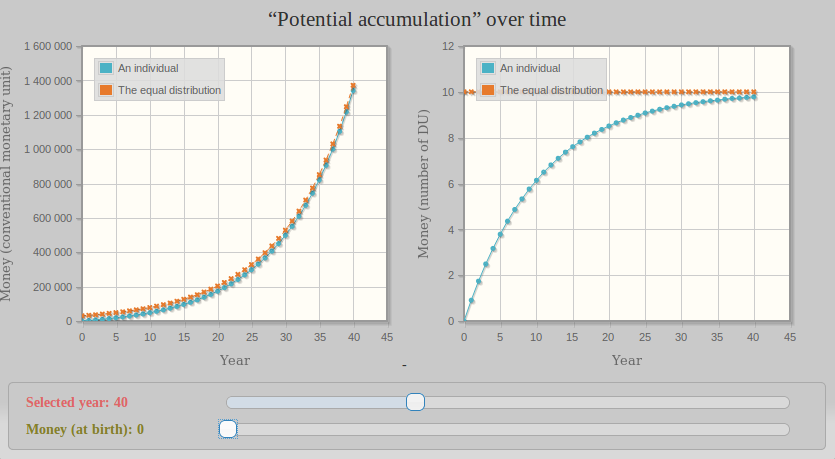 “Potential accumulation” over time
Money (conventional monetary unit)
1 600 000
1 400 000
1 200 000
1 000 000
800 000
600 000
400 000
200 000
0
An individual
The equal distribution
0 5 10 15 20 25 30 35 40 45
Year
Money (number of DU)
12
10
8
6
4
2
0
An individual
The equal distribution
0 5 10 15 20 25 30 35 40 45
Year
-
Selected year: 40
Money (at birth): 0